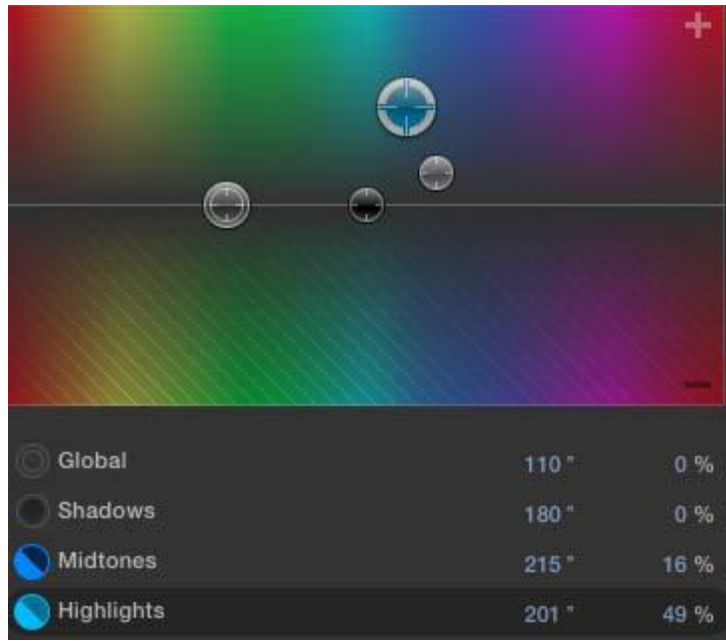 Global 110 ° 0 %
Shadows 180 ° 0 %
Midtones 215 ° 16 %
Highlights 201 ° 49 %